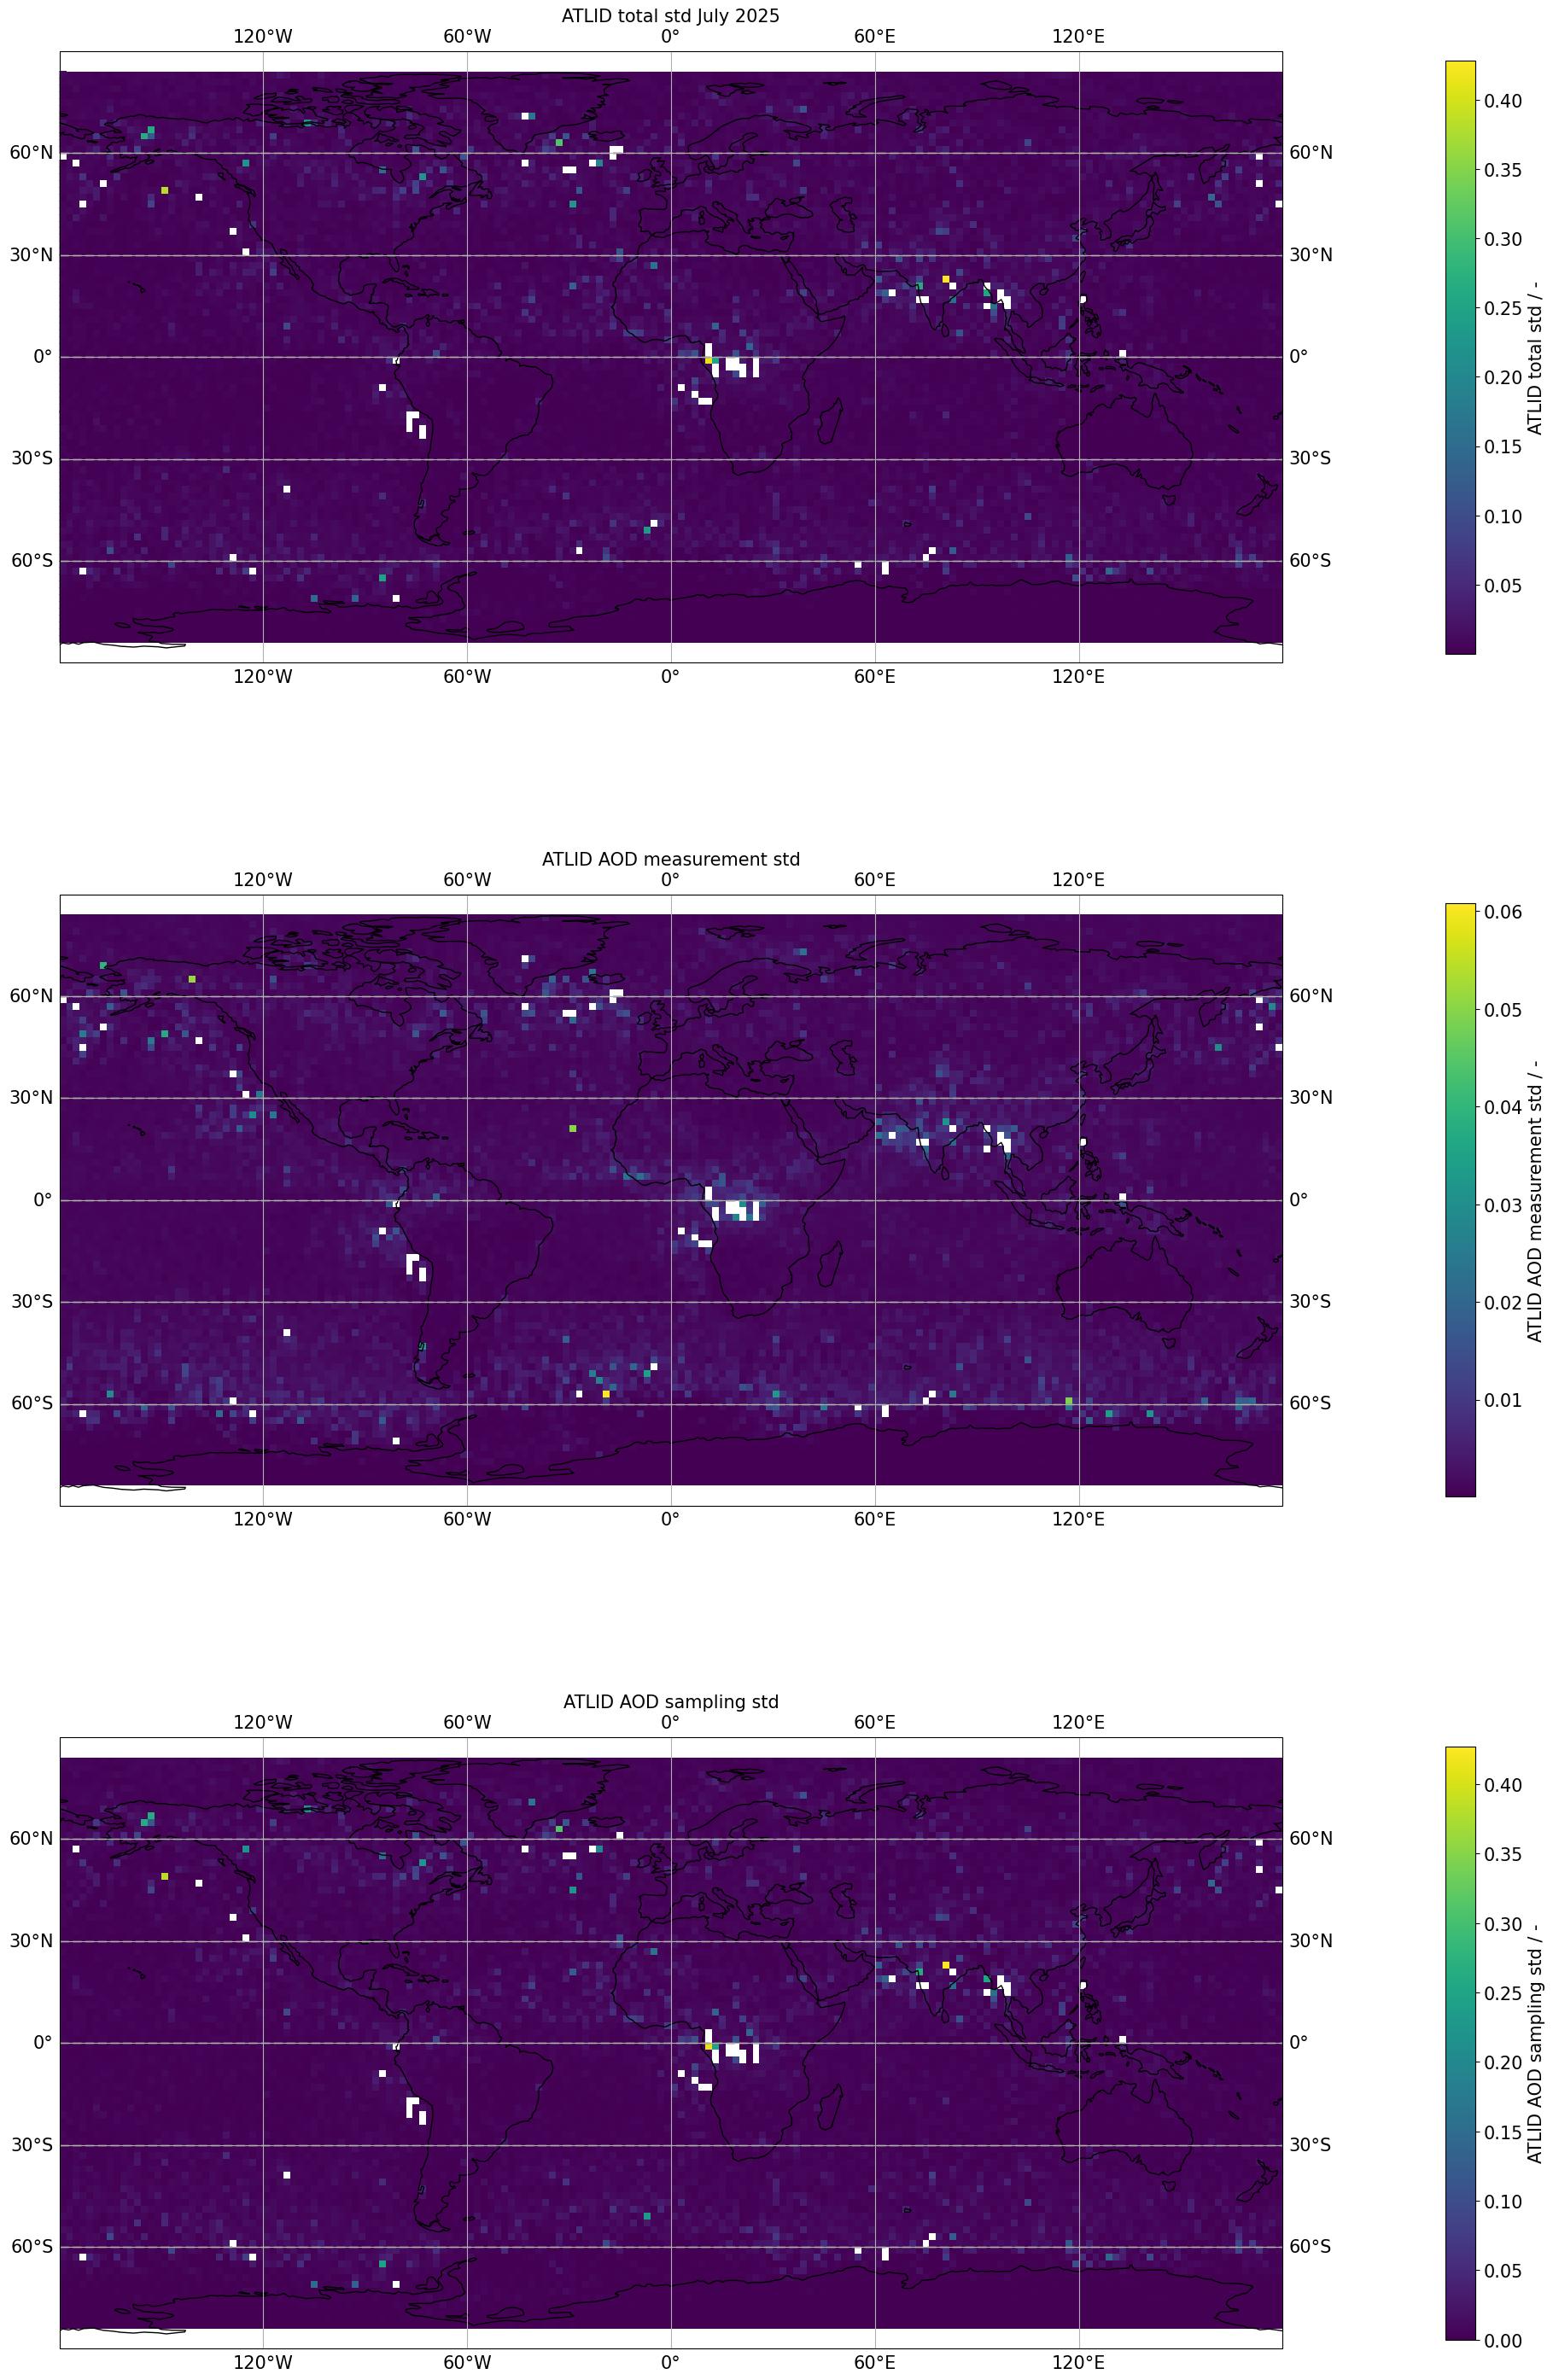 ATLID total std July 2025
120°W 60°W 0° 60°E 120°E
60°N 60°N
30°N 30°N
0° 0°
30°S 30°S
60°S 60°S
120°W 60°W 0° 60°E 120°E
0.40
0.35
0.30
0.25
0.20
0.15
0.10
0.05
ATLID total std / -
ATLID AOD measurement std
120°W 60°W 0° 60°E 120°E
60°N 60°N
30°N 30°N
0° 0°
30°S 30°S
60°S 60°S
120°W 60°W 0° 60°E 120°E
0.06
0.05
0.04
0.03
0.02
0.01
ATLID AOD measurement std / -
ATLID AOD sampling std
120°W 60°W 0° 60°E 120°E
60°N 60°N
30°N 30°N
0° 0°
30°S 30°S
60°S 60°S
120°W 60°W 0° 60°E 120°E
0.40
0.35
0.30
0.25
0.20
0.15
0.10
0.05
0.00
ATLID AOD sampling std / -